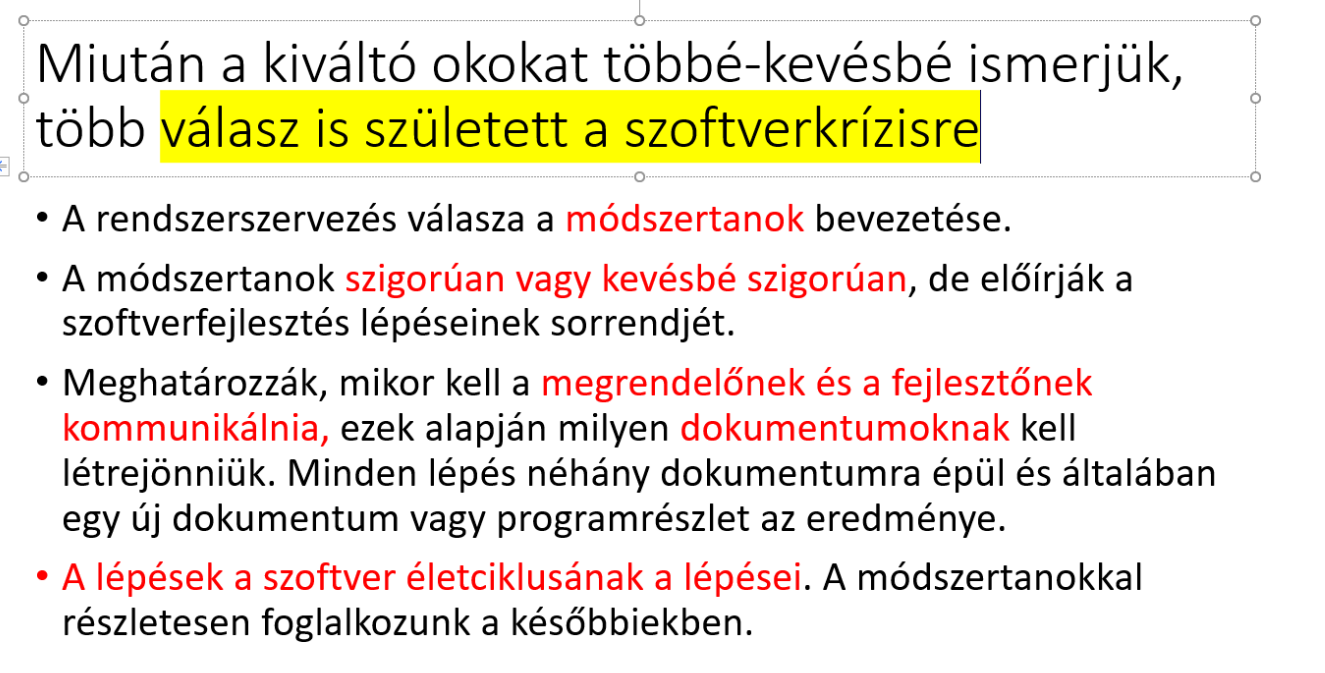 Miután a kiváltó okokat többé-kevésbé ismerjük,
több válasz is született a szoftverkrízisre
• A rendszerszervezés válasza a módszertanok bevezetése.
• A módszertanok szigorúan vagy kevésbé szigorúan, de előírják a
szoftverfejlesztés lépéseinek sorrendjét.
• Meghatározzák, mikor kell a megrendelőnek és a fejlesztőnek
kommunikálnia, ezek alapján milyen dokumentumoknak kell
létrejönniük. Minden lépés néhány dokumentumra épül és általában
egy új dokumentum vagy programrészlet az eredménye.
• A lépések a szoftver életciklusának a lépései. A módszertanokkal
részletesen foglalkozunk a későbbiekben.